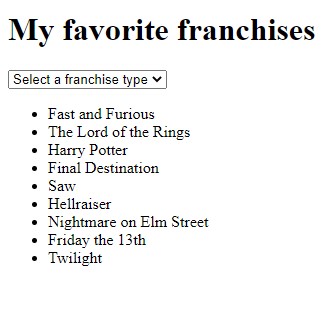 My favorite franchises
Select a franchise type
Fast and Furious
The Lord of the Rings
Harry Potter
Final Destination
Saw
Hellraiser
Nightmare on Elm Street
Friday the 13th
Twilight